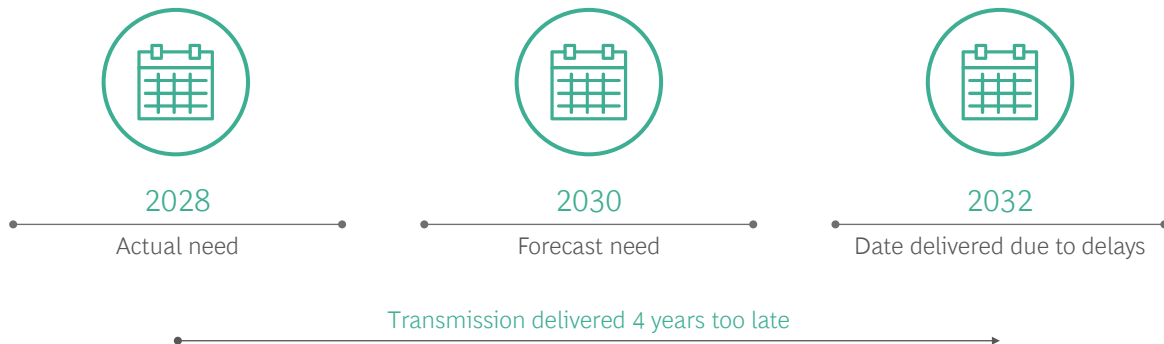 2028
Actual need
2030
Forecast need
2032
Date delivered due to delays
Transmission delivered 4 years too late